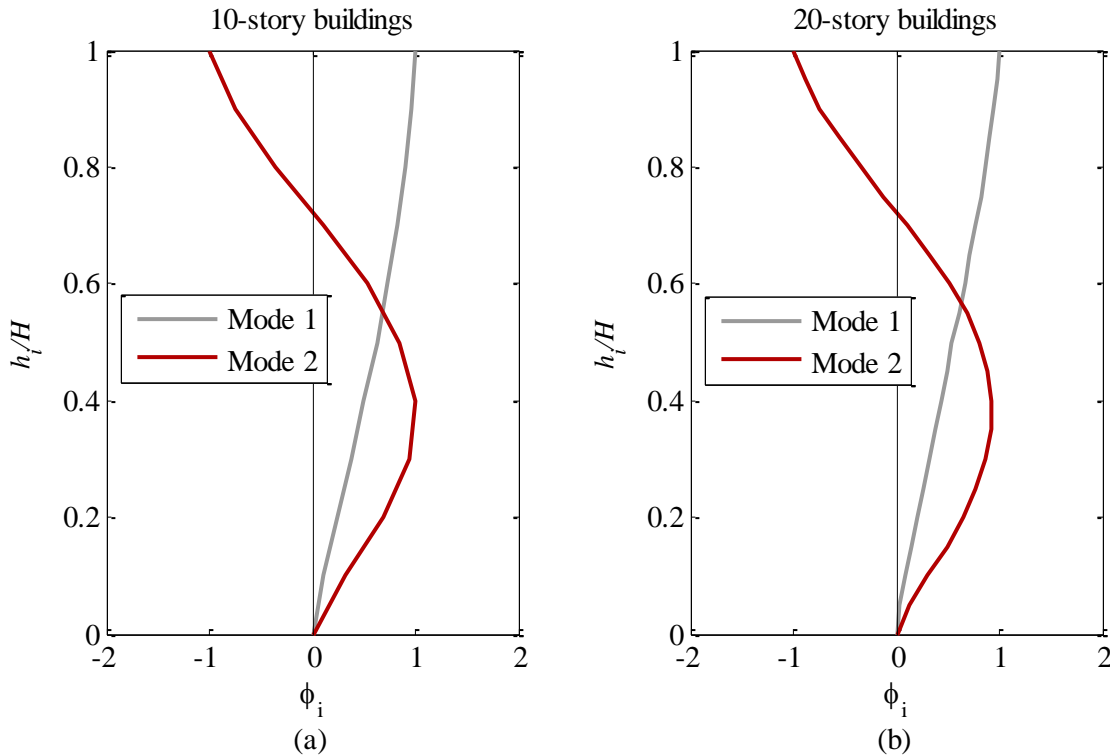 10-story buildings
1
0.8
0.6
0.4
0.2
0
-2
-1
0
1
2
h_i/H
Mode 1
Mode 2
ϕ_i
(a)
20-story buildings
1
0.8
0.6
0.4
0.2
0
-2
-1
0
1
2
h_i/H
Mode 1
Mode 2
ϕ_i
(b)